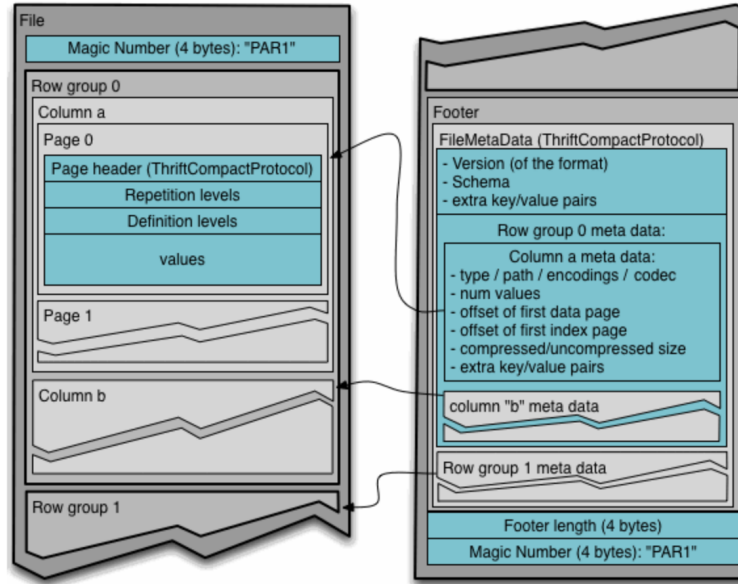 File
Magic Number (4 bytes): "PAR1"
Row group 0
Column a
Page 0
Page header (ThriftCompactProtocol)
Repetition levels
Definition levels
values
Page 1
Column b
Row group 1
Footer
FileMetaData (ThriftCompactProtocol)
- Version (of the format)
- Schema
- extra key/value pairs
Row group 0 meta data:
Column a meta data:
- type / path / encodings / codec
- num values
- offset of first data page
- offset of first index page
- compressed/uncompressed size
- extra key/value pairs
column "b" meta data
Row group 1 meta data
Footer length (4 bytes)
Magic Number (4 bytes): "PAR1"